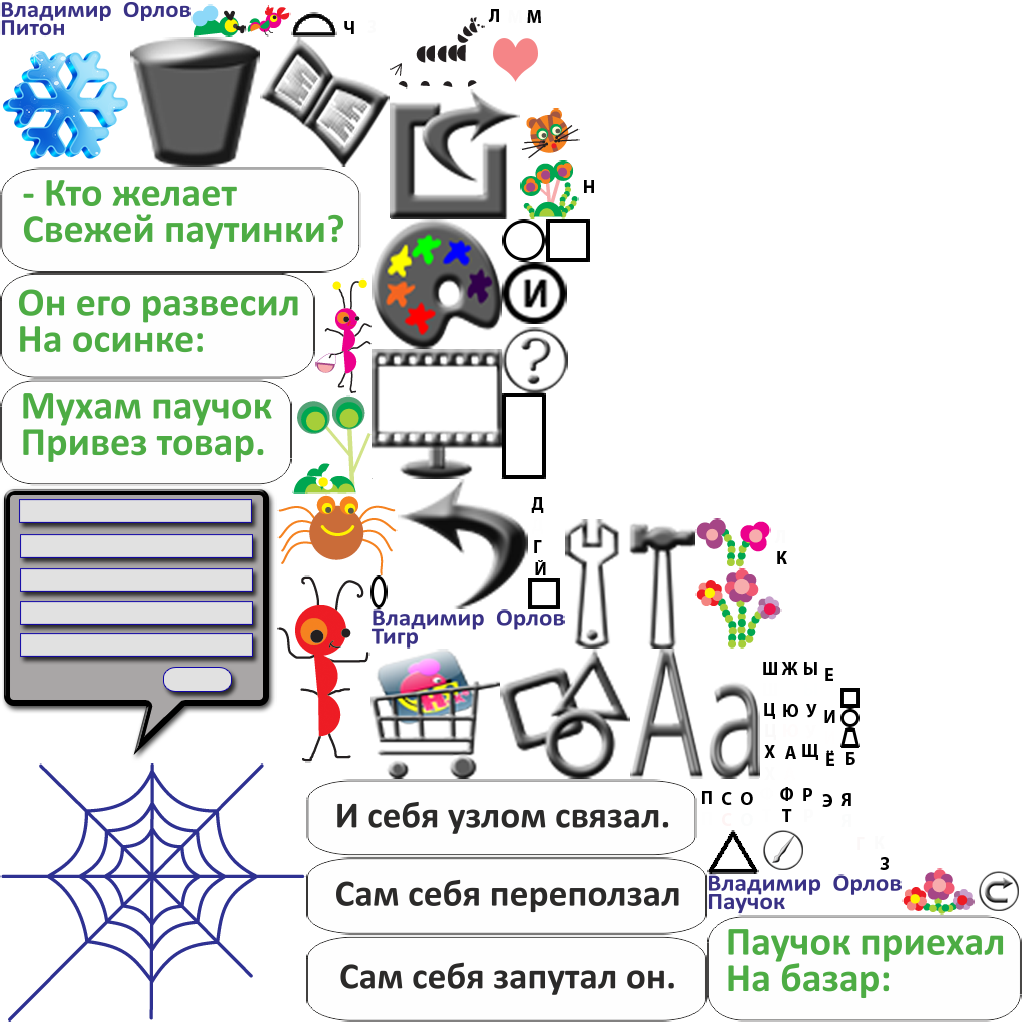 Владимир Орлов
Питон
Ч
Л М
- Кто желает
Свежей паутинки?
Н
Он его развесил
На осинке:
И
?
Мухам паучок
Привез товар.
Д
Г
Й
К
Владимир Орлов
Тигр
Аа
Ш Ж Ы Е
Ц Ю У И
Х А Щ Ё Б
П С О Ф Р Э Я
Т
И себя узлом связал.
З
Сам себя переползал
Владимир Орлов
Паучок
Сам себя запутал он.
Паучок приехал
На базар: